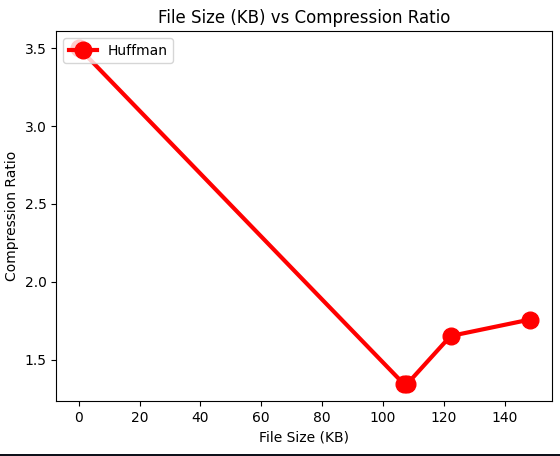 File Size (KB) vs Compression Ratio
Huffman
3.5
3.0
2.5
2.0
1.5
Compression Ratio
0 20 40 60 80 100 120 140
File Size (KB)